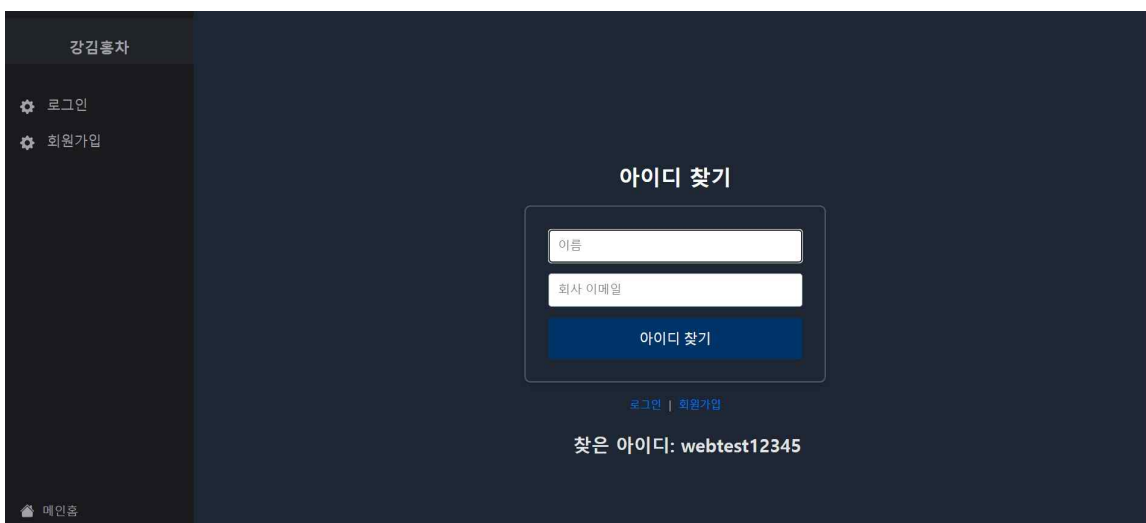 강김홍차
로그인
회원가입
아이디 찾기
이름
회사 이메일
아이디 찾기
로그인 | 회원가입
찾은 아이디: webtest12345
메인홈